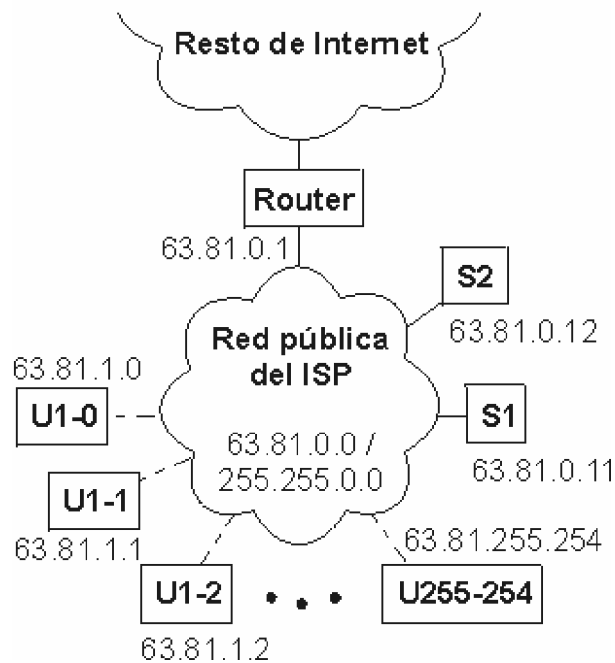 Resto de Internet
Router
63.81.0.1
S2
63.81.0.12
Red pública
del ISP
63.81.1.0
U1-0
S1
63.81.0.11
63.81.0.0 /
255.255.0.0
U1-1
63.81.1.1
63.81.255.254
U1-2
• • •
U255-254
63.81.1.2